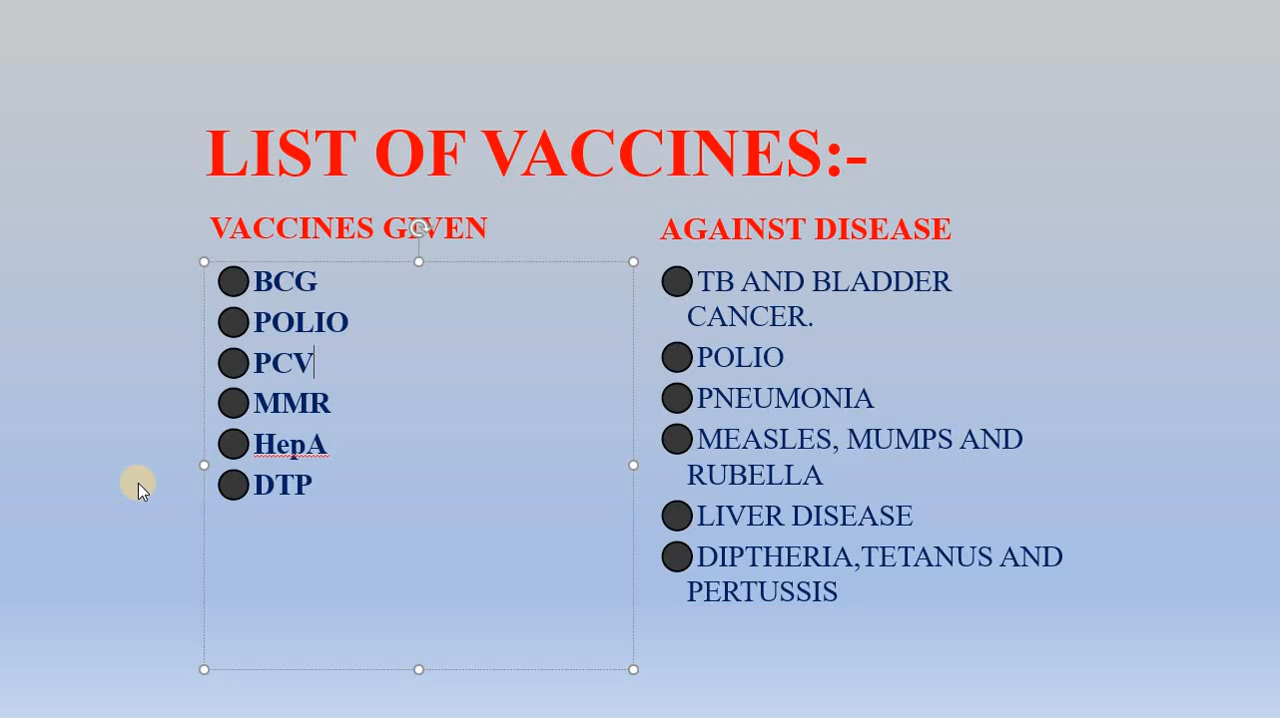 LIST OF VACCINES:-
VACCINES GIVEN
BCG
POLIO
PCV
MMR
HepA
DTP
AGAINST DISEASE
TB AND BLADDER
CANCER.
POLIO
PNEUMONIA
MEASLES, MUMPS AND
RUBELLA
LIVER DISEASE
DIPTHERIA,TETANUS AND
PERTUSSIS